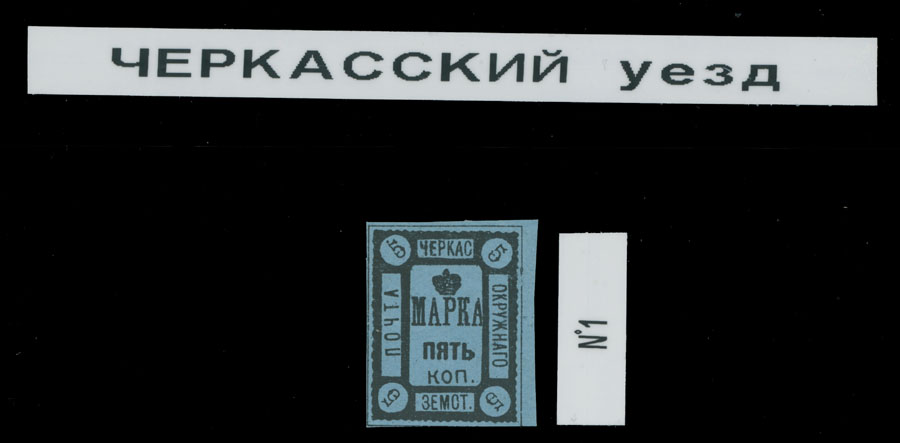 ЧЕРКАССКИЙ уезд
5 ЧЕРКАС 5
ПОЧТА
МАРКА
ПЯТЬ
КОП.
ОКРУЖНАГО
5 ЗЕМСТ. 5
№1